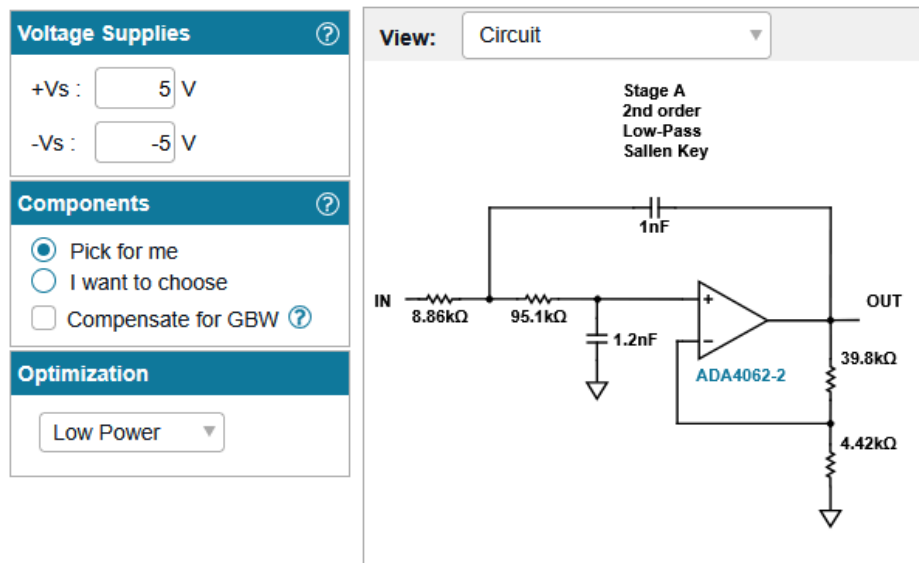 Voltage Supplies ?
+Vs : 5 V
-Vs : -5 V
Components ?
Pick for me
I want to choose
Compensate for GBW ?
Optimization
Low Power
View: Circuit
Stage A
2nd order
Low-Pass
Sallen Key
1nF
IN
8.86kΩ
95.1kΩ
1.2nF
+
−
ADA4062-2
OUT
39.8kΩ
4.42kΩ